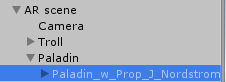 AR scene
Camera
Troll
Paladin
Paladin_w_Prop_J_Nordstrom